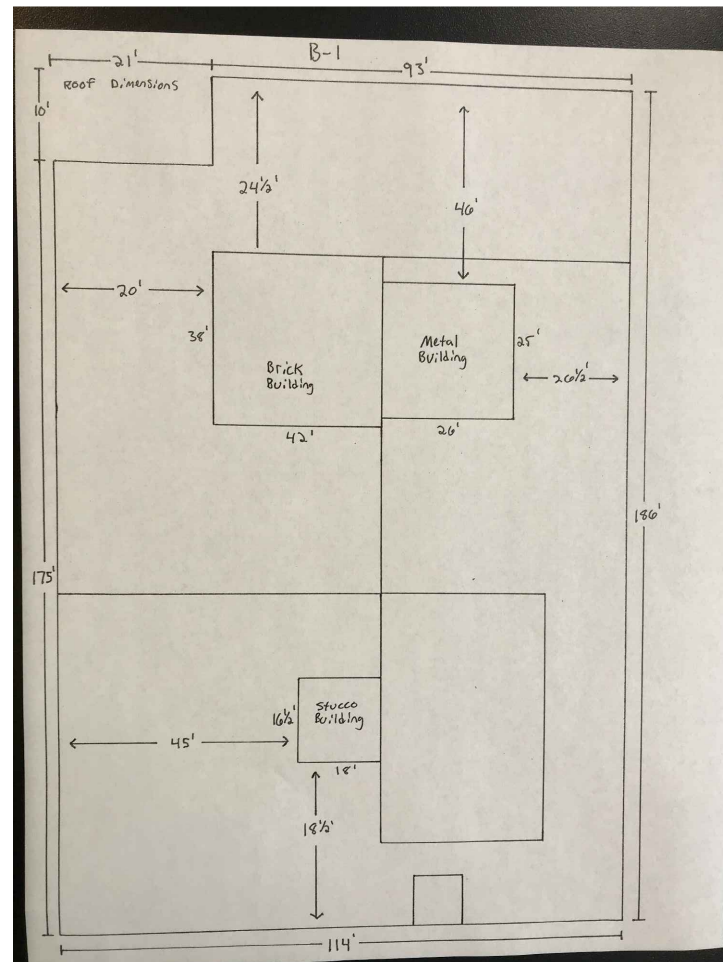 B-1
21'
93'
Roof Dimensions
10'
24½'
46'
20'
38'
Brick
Building
Metal
Building
25'
26½'
42'
26'
186'
175'
Stucco
Building
16½'
45'
18'
18½'
114'